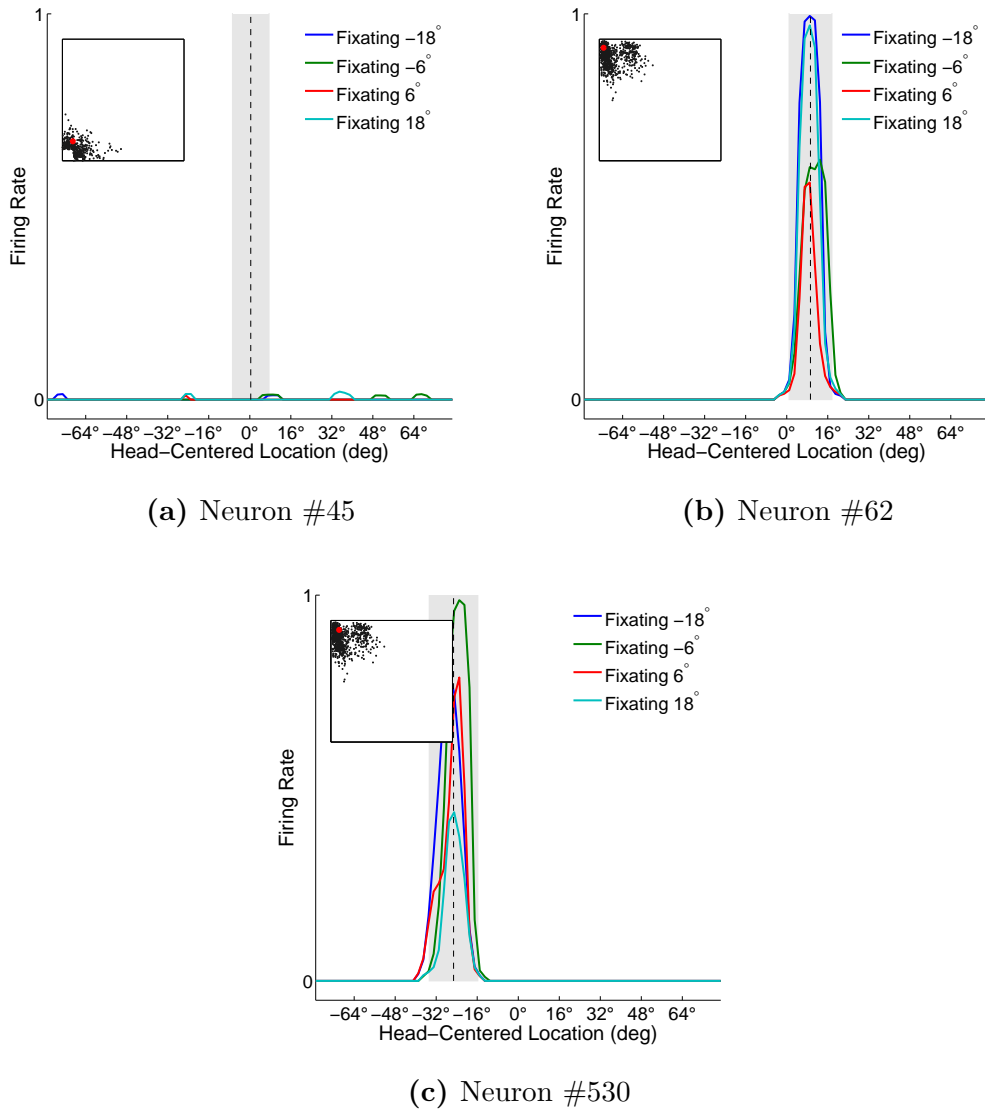 1
Fixating −18°
Fixating −6°
Fixating 6°
Fixating 18°
Firing Rate
0
−64° −48° −32° −16° 0° 16° 32° 48° 64°
Head−Centered Location (deg)
(a) Neuron #45
1
Fixating −18°
Fixating −6°
Fixating 6°
Fixating 18°
Firing Rate
0
−64° −48° −32° −16° 0° 16° 32° 48° 64°
Head−Centered Location (deg)
(b) Neuron #62
1
Fixating −18°
Fixating −6°
Fixating 6°
Fixating 18°
Firing Rate
0
−64° −48° −32° −16° 0° 16° 32° 48° 64°
Head−Centered Location (deg)
(c) Neuron #530